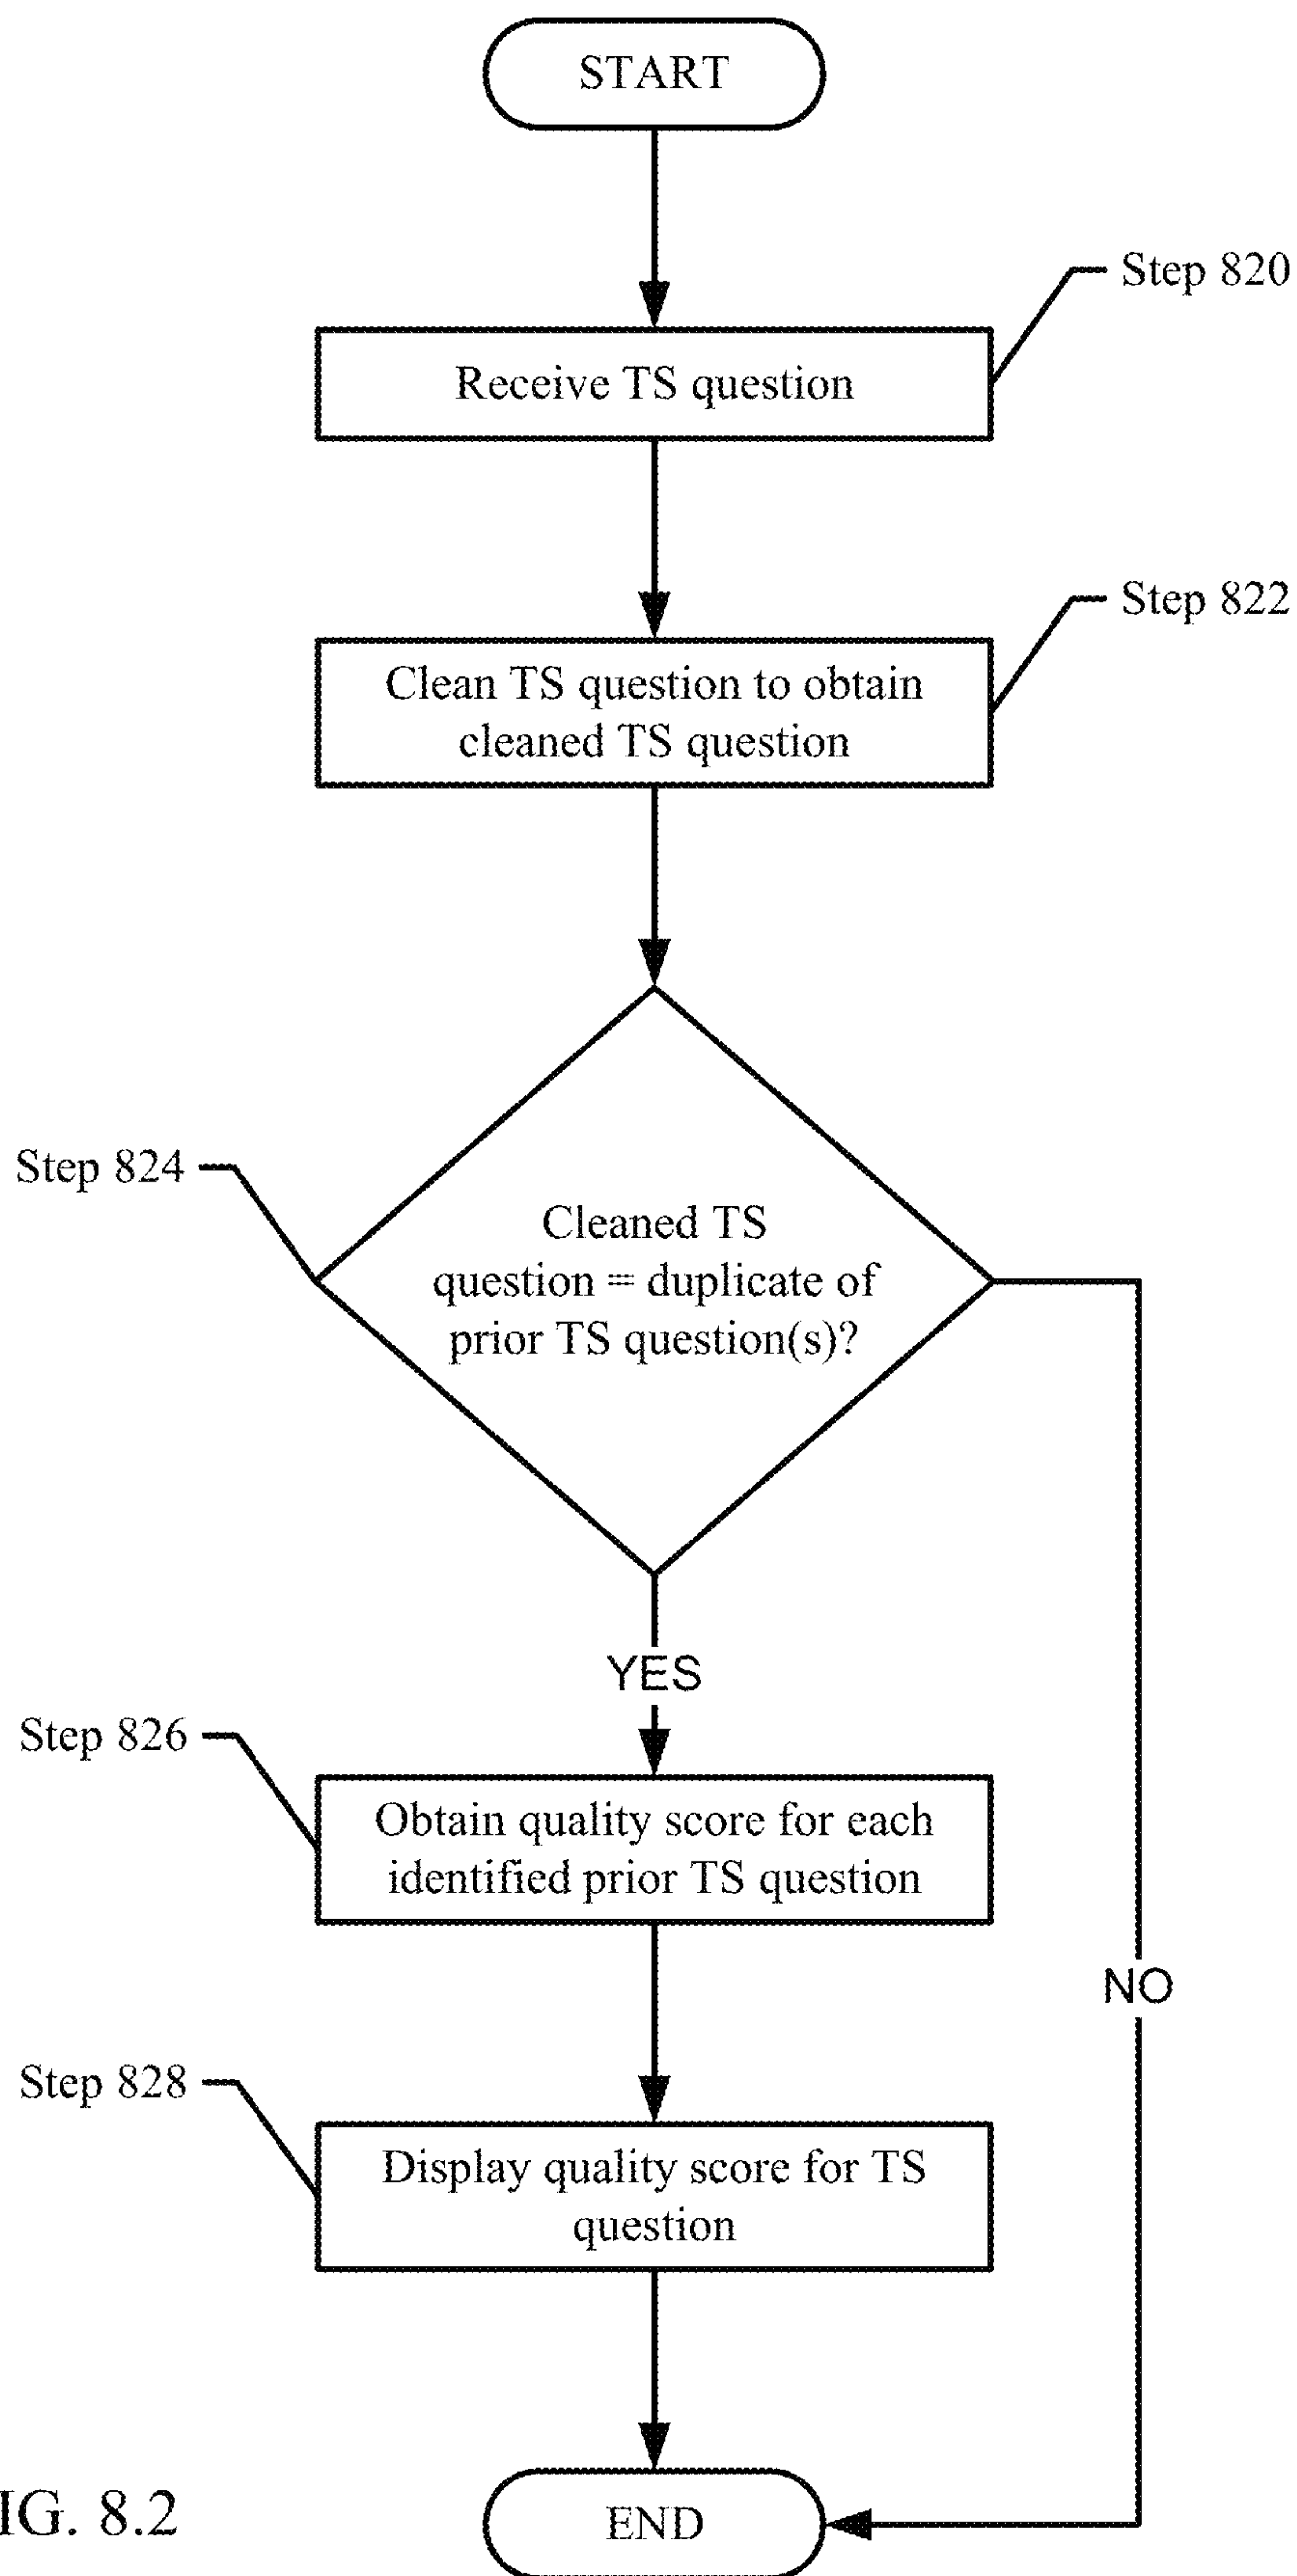 START
Step 820
Receive TS question
Step 822
Clean TS question to obtain
cleaned TS question
Step 824
Cleaned TS
question = duplicate of
prior TS question(s)?
YES
Step 826
Obtain quality score for each
identified prior TS question
NO
Step 828
Display quality score for TS
question
IG. 8.2
END